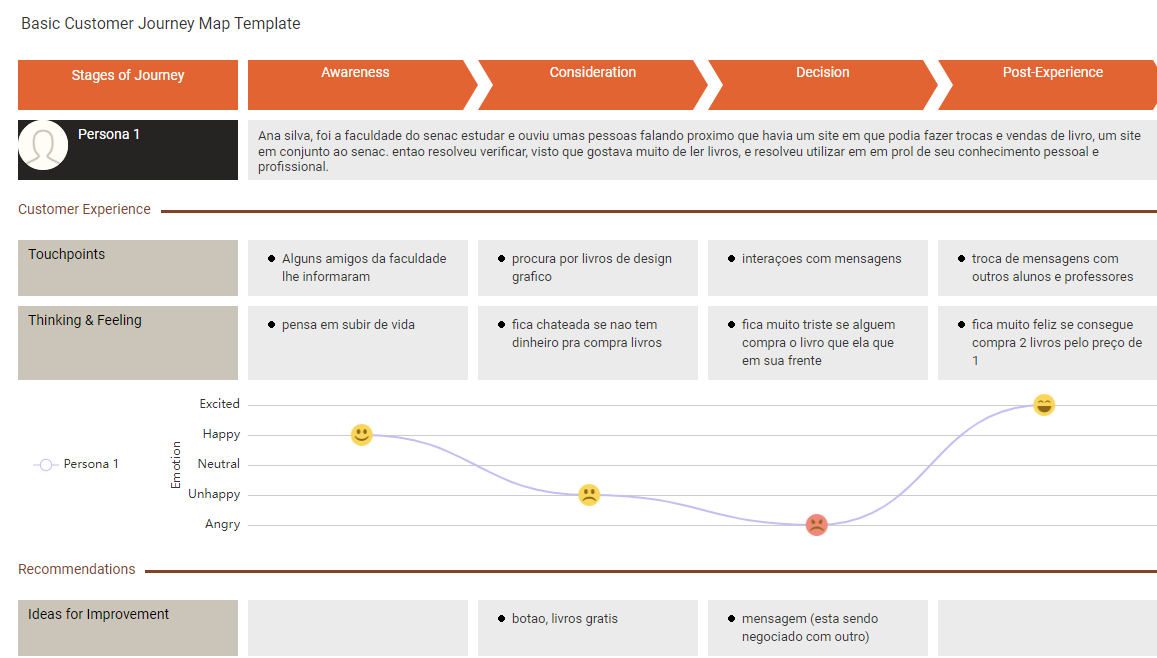 Basic Customer Journey Map Template
Stages of Journey
Awareness
Consideration
Decision
Post-Experience
Persona 1
Ana silva, foi a faculdade do senac estudar e ouviu umas pessoas falando proximo que havia um site em que podia fazer trocas e vendas de livro, um site
em conjunto ao senac. entao resolveu verificar, visto que gostava muito de ler livros, e resolveu utilizar em em prol de seu conhecimento pessoal e
profissional.
Customer Experience
Touchpoints
Alguns amigos da faculdade
lhe informaram
procura por livros de design
grafico
interaçoes com mensagens
troca de mensagens com
outros alunos e professores
Thinking & Feeling
pensa em subir de vida
fica chateada se nao tem
dinheiro pra compra livros
fica muito triste se alguem
compra o livro que ela que
em sua frente
fica muito feliz se consegue
compra 2 livros pelo preço de
1
Persona 1
Emotion
Excited
Happy
Neutral
Unhappy
Angry
Recommendations
Ideas for Improvement
botao, livros gratis
mensagem (esta sendo
negociado com outro)